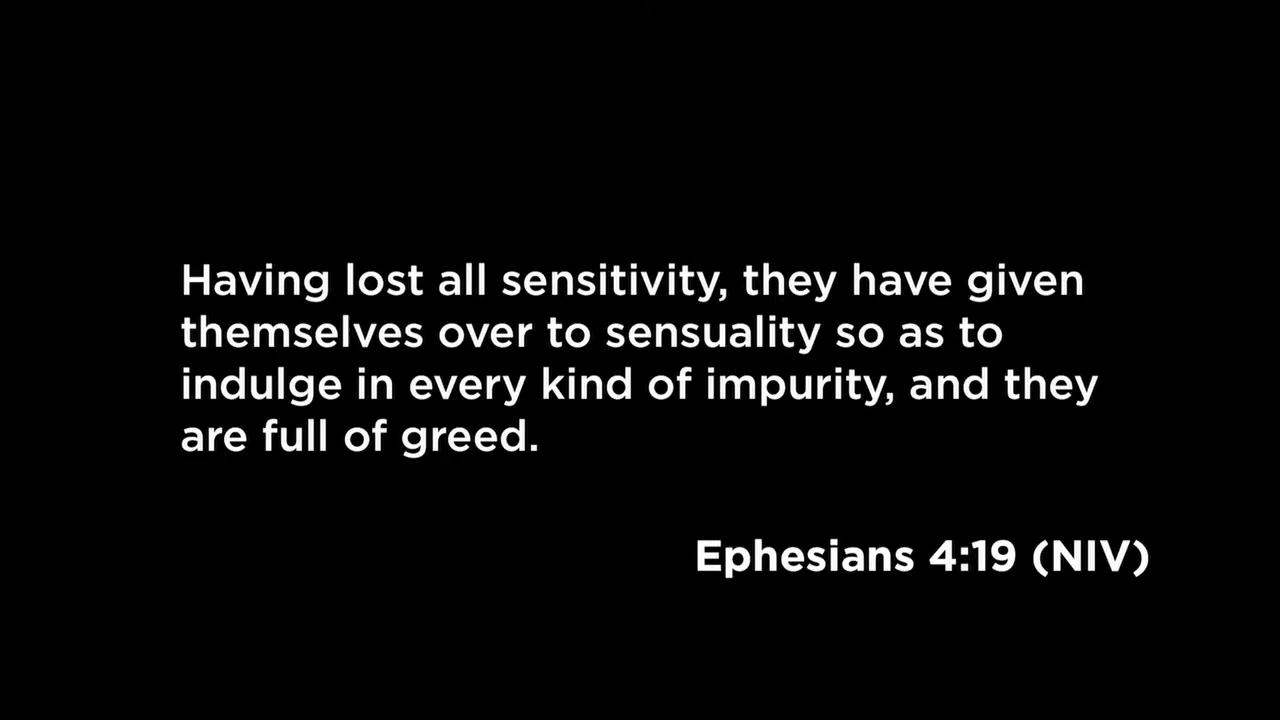 Having lost all sensitivity, they have given
themselves over to sensuality so as to
indulge in every kind of impurity, and they
are full of greed.
Ephesians 4:19 (NIV)